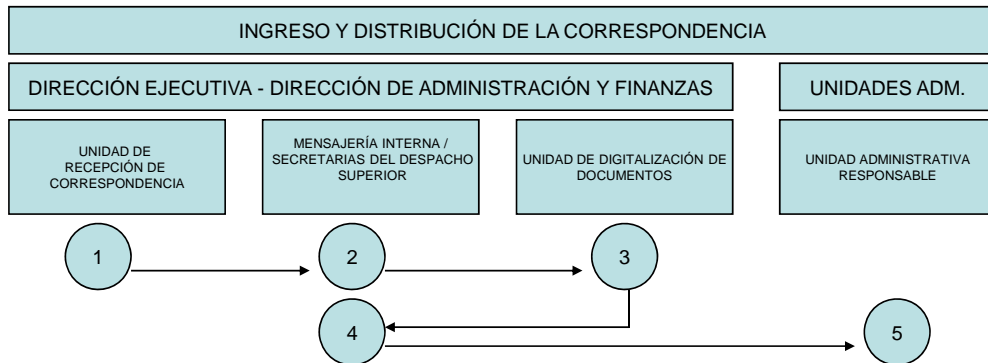 INGRESO Y DISTRIBUCIÓN DE LA CORRESPONDENCIA
DIRECCIÓN EJECUTIVA - DIRECCIÓN DE ADMINISTRACIÓN Y FINANZAS
UNIDADES ADM.
UNIDAD DE
RECEPCIÓN DE
CORRESPONDENCIA
MENSAJERÍA INTERNA /
SECRETARIAS DEL DESPACHO
SUPERIOR
UNIDAD DE DIGITALIZACIÓN DE
DOCUMENTOS
UNIDAD ADMINISTRATIVA
RESPONSABLE
1
2
3
4
5